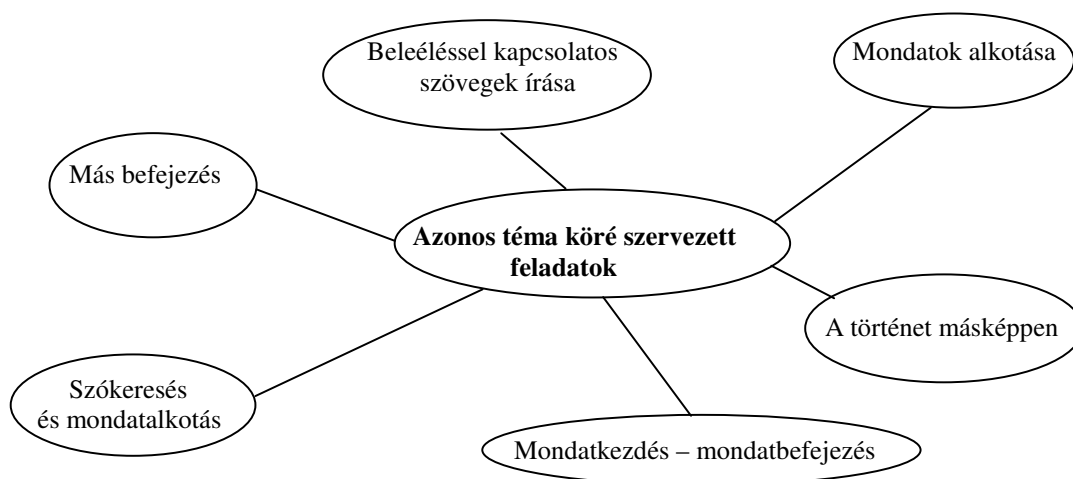 Beleéléssel kapcsolatos
szövegek írása
Mondatok alkotása
Más befejezés
Azonos téma köré szervezett
feladatok
A történet másképpen
Szókeresés
és mondatalkotás
Mondatkezdés – mondatbefejezés